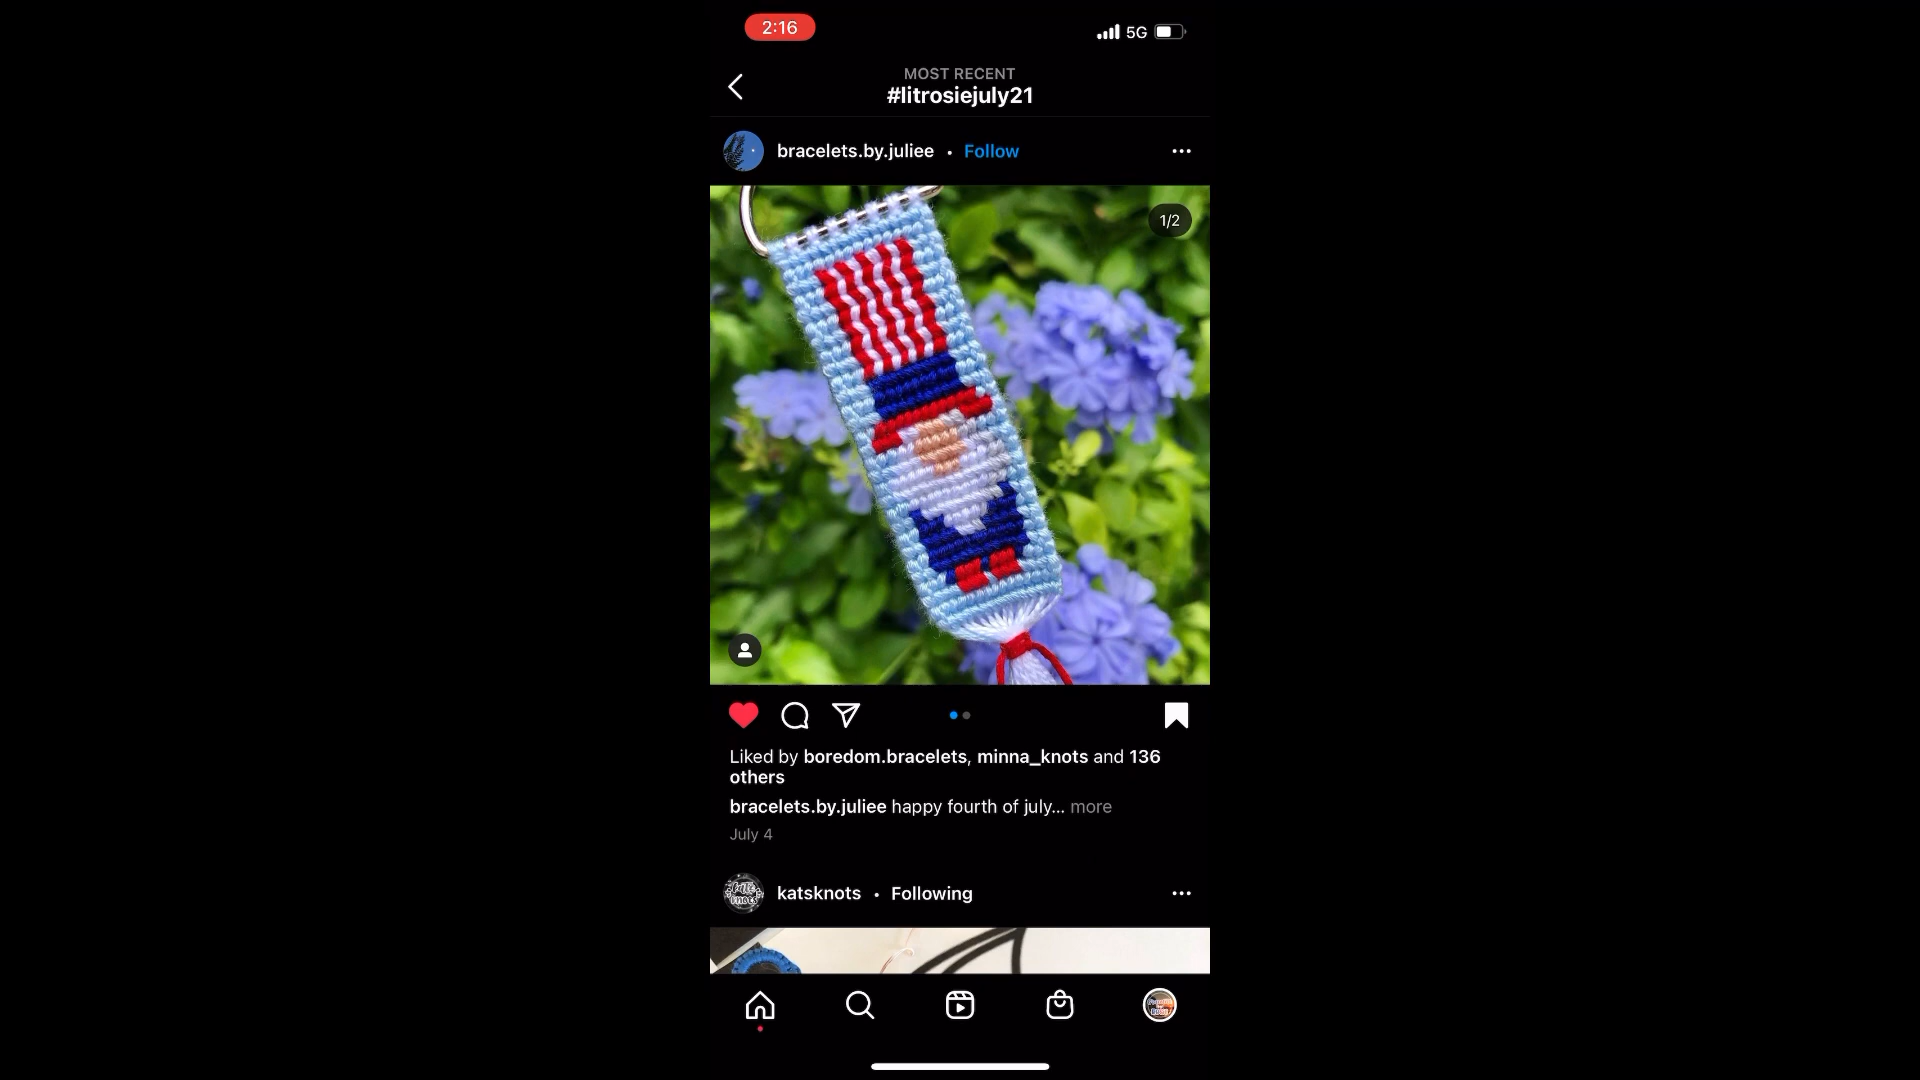 2:16
5G
MOST RECENT
#litrosiejuly21
bracelets.by.juliee • Follow
1/2
Liked by boredom.bracelets, minna_knots and 136
others
bracelets.by.juliee happy fourth of july... more
July 4
katsknots • Following